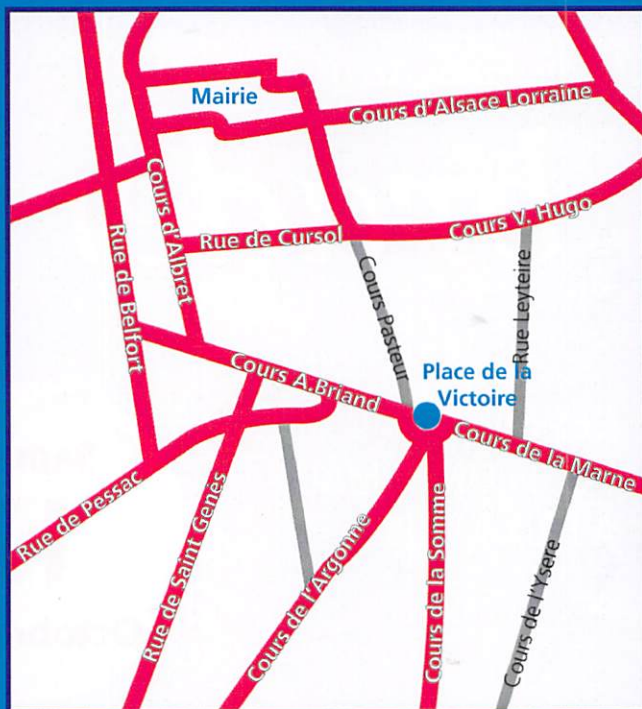 Mairie
Cours d'Alsace Lorraine
Cours d'Albret
Rue de Cursol
Cours V. Hugo
Rue de Belfort
Cours Pasteur
Rue Leyteire
Cours A.Briand
Place de la
Victoire
Cours de la Marne
Rue de Pessac
Rue de Saint Genés
Cours de l'Argonne
Cours de la Somme
Cours de l'Ysere